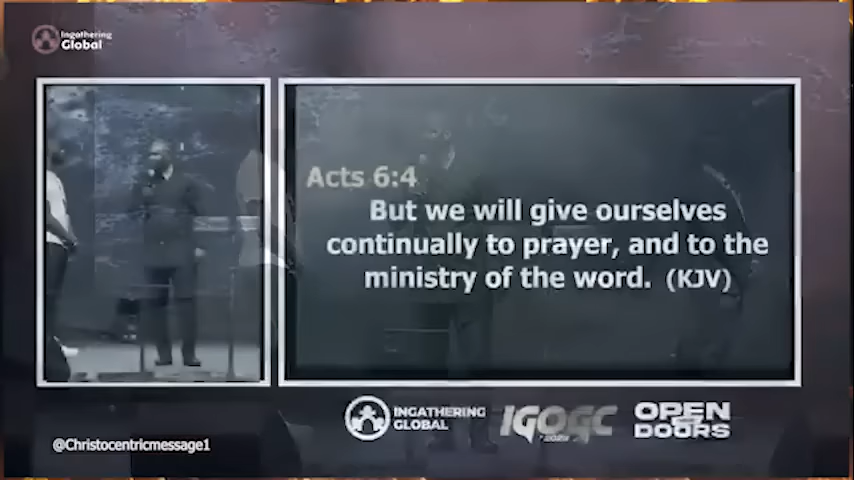 Ingathering
Global
Acts 6:4
But we will give ourselves
continually to prayer, and to the
ministry of the word. (KJV)
INGATHERING
GLOBAL
IGOGC
OPEN
DOORS
@Christocentricmessage1